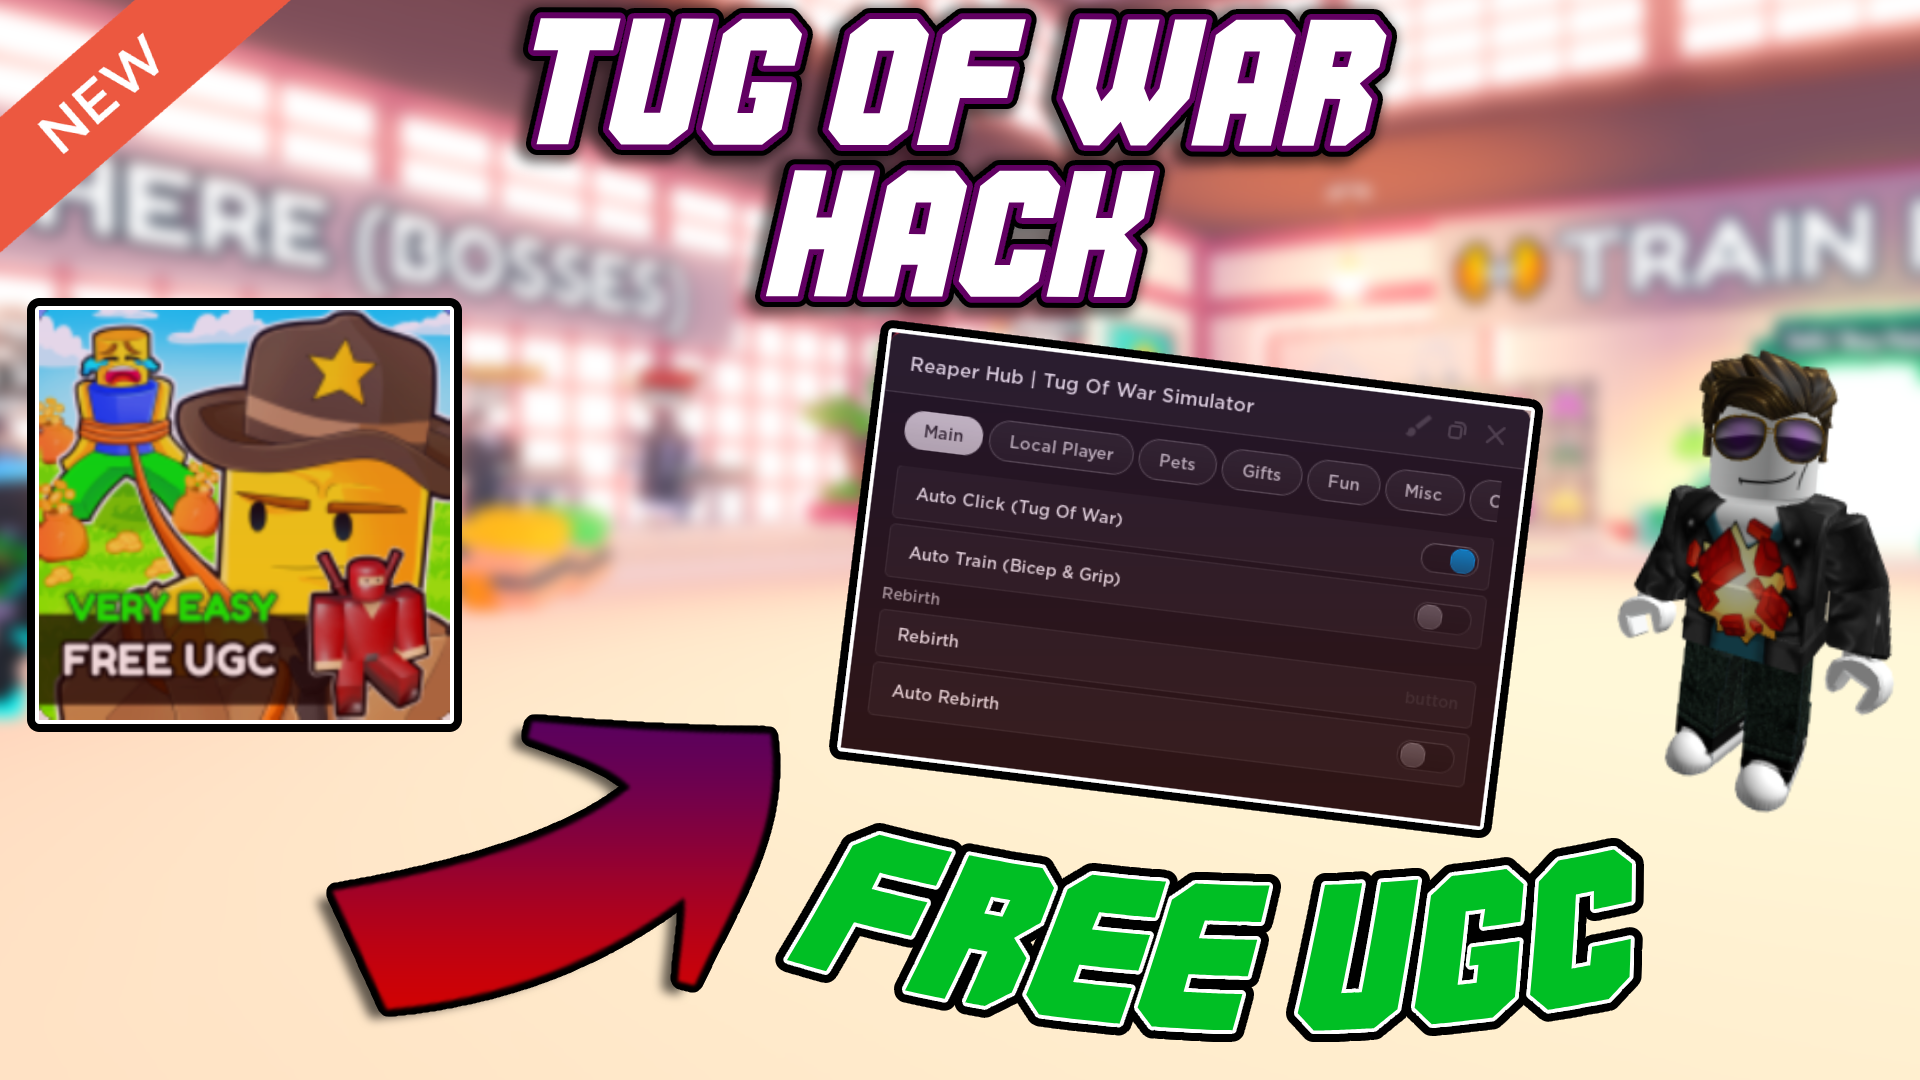 NEW
TUG OF WAR
HACK
HERE (BOSSES)
TRAIN
VERY EASY
FREE UGC
Reaper Hub | Tug Of War Simulator
Main
Local Player
Pets
Gifts
Fun
Misc
Auto Click (Tug Of War)
Auto Train (Bicep & Grip)
Rebirth
Rebirth
button
Auto Rebirth
FREE UGC